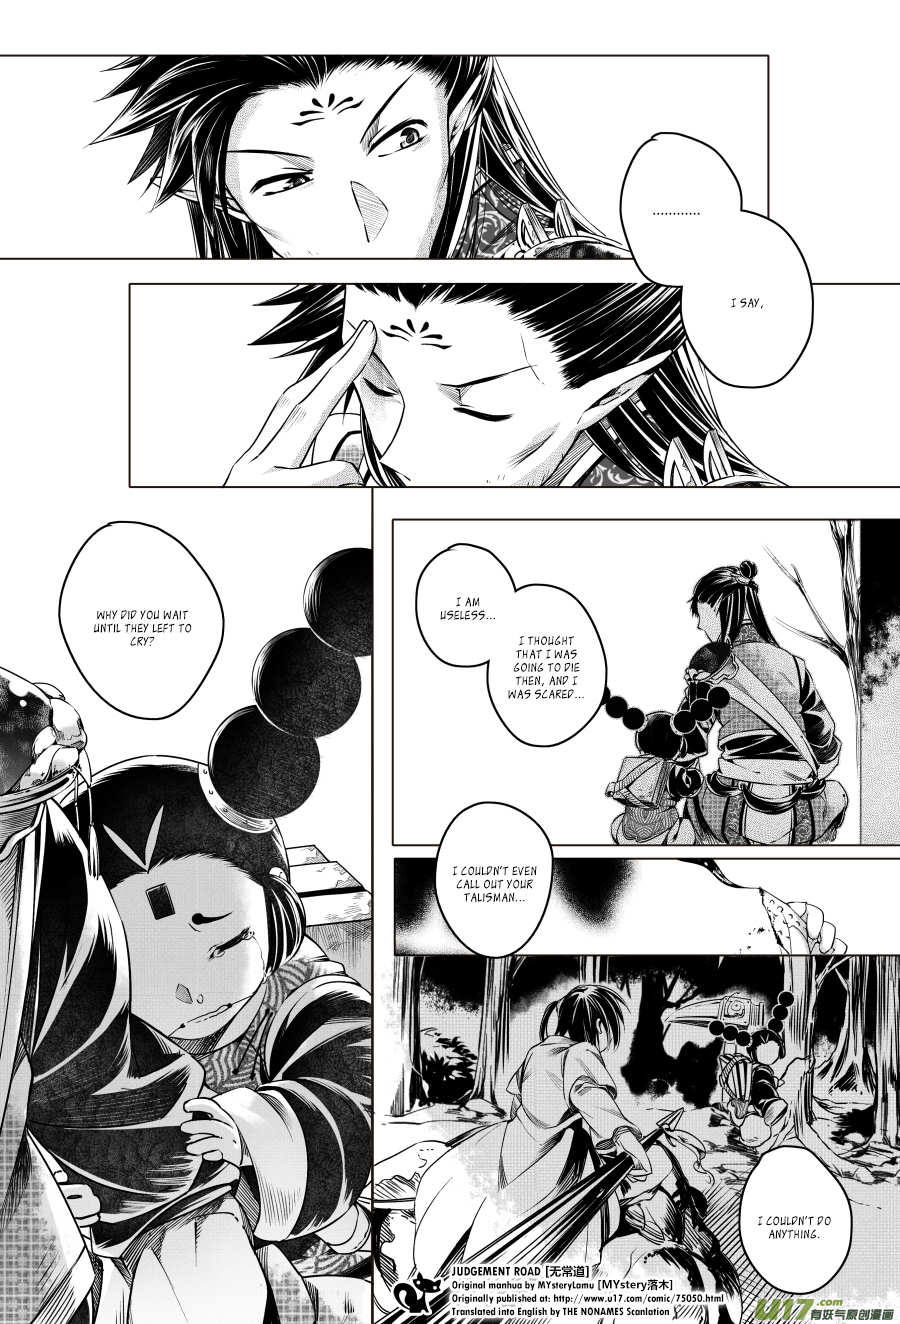 ............
I SAY,
WHY DID YOU WAIT
UNTIL THEY LEFT TO
CRY?
I AM
USELESS...
I THOUGHT
THAT I WAS
GOING TO DIE
THEN, AND I
WAS SCARED...
I COULDN'T EVEN
CALL OUT YOUR
TALISMAN...
I COULDN'T DO
ANYTHING.
JUDGEMENT ROAD [无常道]
Original manhua by MYsteryLamu [MYstery落木]
Originally published at: http://www.u17.com/comic/75050.html
Translated into English by THE NONAMES Scanlation
U17.com
有妖气原创漫画